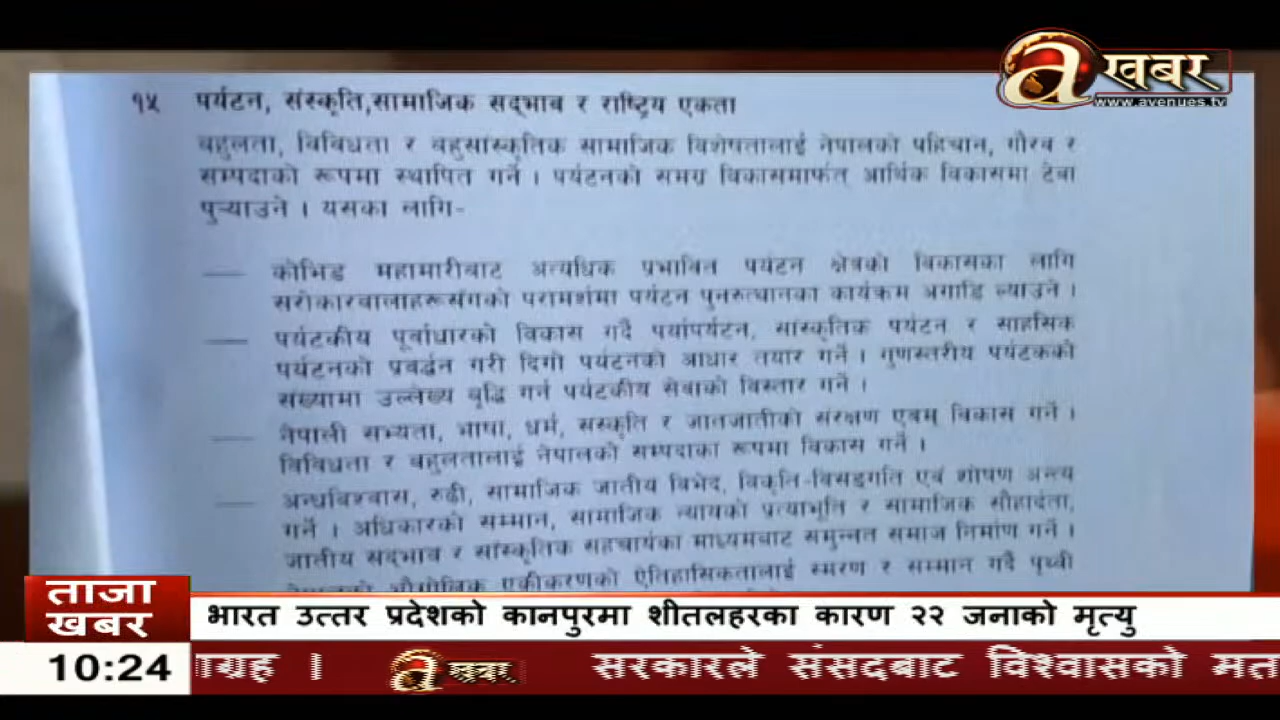 a खबर
www.avenues.tv
१५ पर्यटन, संस्कृति,सामाजिक सद्भाव र राष्ट्रिय एकता
बहुलता, विविधता र बहुसांस्कृतिक सामाजिक विशेषतालाई नेपालको पहिचान, गौरव र
सम्पदाको रूपमा स्थापित गर्ने । पर्यटनको समग्र विकासमार्फत् आर्थिक विकासमा टेवा
पुऱ्याउने । यसका लागि-
— कोभिड महामारीबाट अत्यधिक प्रभावित पर्यटन क्षेत्रको विकासका लागि
सरोकारवालाहरूसँगको परामर्शमा पर्यटन पुनरुत्थानका कार्यक्रम अगाडि ल्याउने ।
— पर्यटकीय पूर्वाधारको विकास गर्दै पर्यापर्यटन, सांस्कृतिक पर्यटन र साहसिक
पर्यटनको प्रबर्द्धन गरी दिगो पर्यटनको आधार तयार गर्ने । गुणस्तरीय पर्यटकको
संख्यामा उल्लेख्य बृद्धि गर्न पर्यटकीय सेवाको विस्तार गर्ने ।
— नेपाली सभ्यता, भाषा, धर्म, संस्कृति र जातजातीको संरक्षण एबम् विकास गर्ने ।
विविधता र बहुलतालाई नेपालको सम्पदाका रूपमा विकास गर्ने ।
— अन्धविश्वास, रुढी, सामाजिक जातीय विभेद, विकृति-विसङगति एवं शोषण अन्त्य
गर्ने । अधिकारको सम्मान, सामाजिक न्यायको प्रत्याभूति र सामाजिक सौहार्दता,
जातीय सद्भाव र सांस्कृतिक सहचार्यका माध्यमबाट समुन्नत समाज निर्माण गर्ने ।
भौगोलिक एकीकरणको ऐतिहासिकतालाई स्मरण र सम्मान गर्दै पृथ्वी
ताजा
खबर
भारत उत्तर प्रदेशको कानपुरमा शीतलहरका कारण २२ जनाको मृत्यु
10:24
ाग्रह । a खबर सरकारले संसदबाट विश्वासको मत